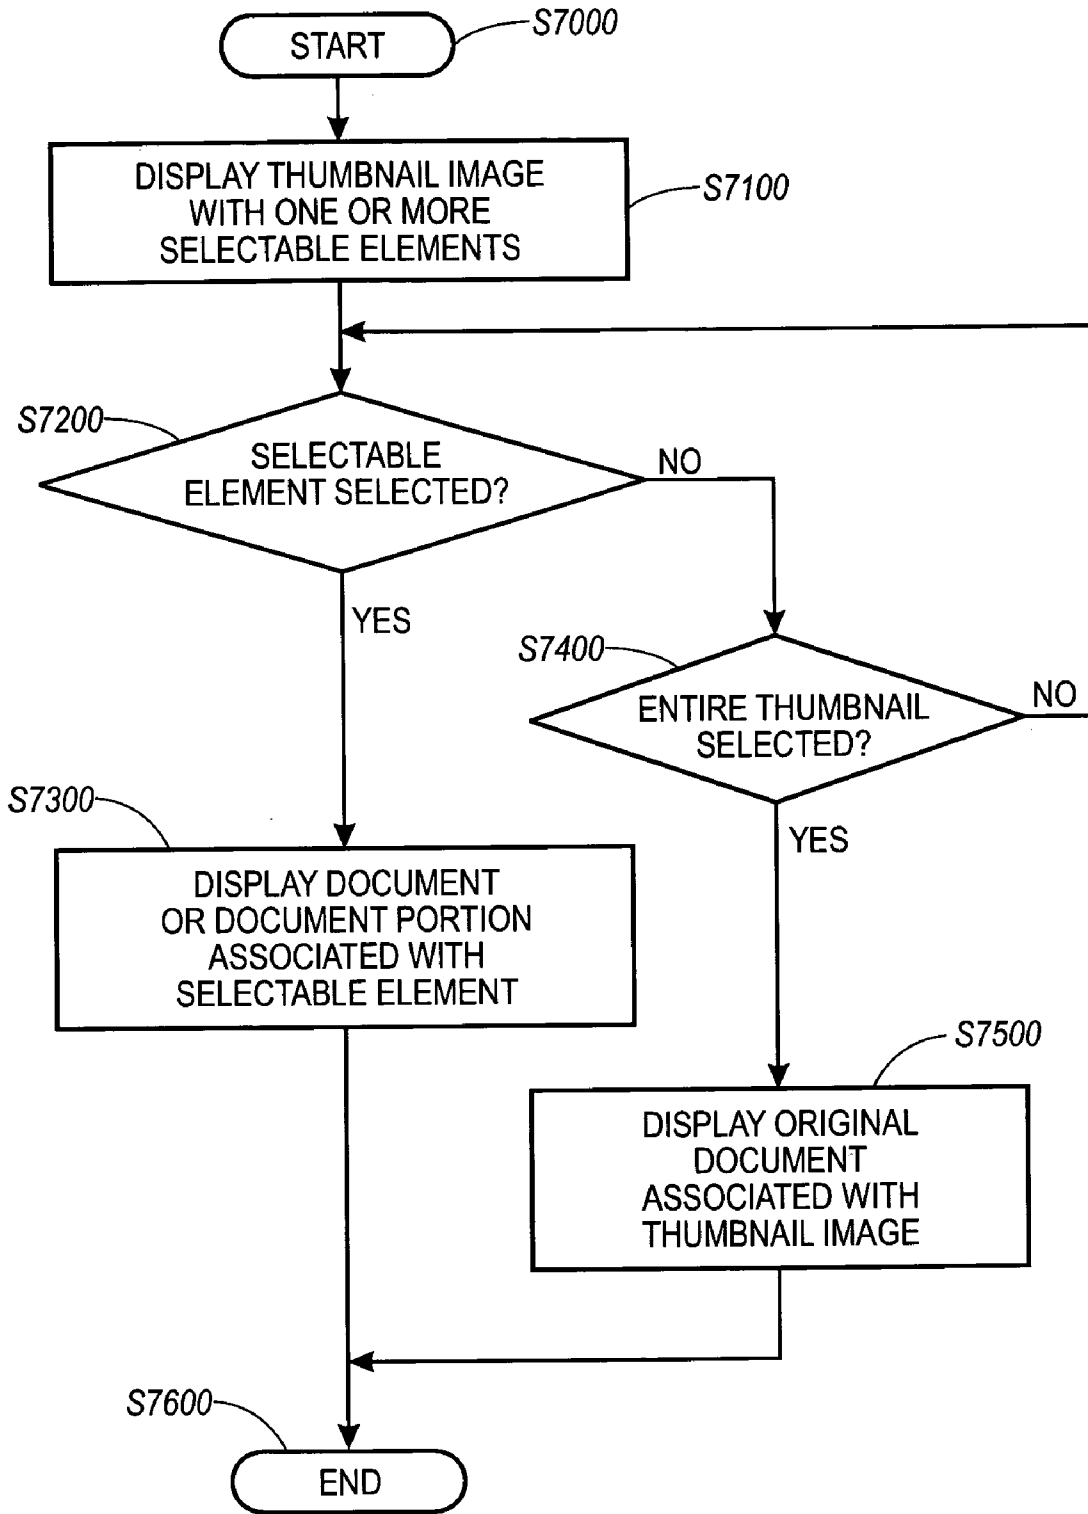 START
S7000
DISPLAY THUMBNAIL IMAGE
WITH ONE OR MORE
SELECTABLE ELEMENTS
S7100
S7200
SELECTABLE
ELEMENT SELECTED?
NO
YES
S7400
ENTIRE THUMBNAIL
SELECTED?
NO
YES
S7300
DISPLAY DOCUMENT
OR DOCUMENT PORTION
ASSOCIATED WITH
SELECTABLE ELEMENT
S7500
DISPLAY ORIGINAL
DOCUMENT
ASSOCIATED WITH
THUMBNAIL IMAGE
S7600
END